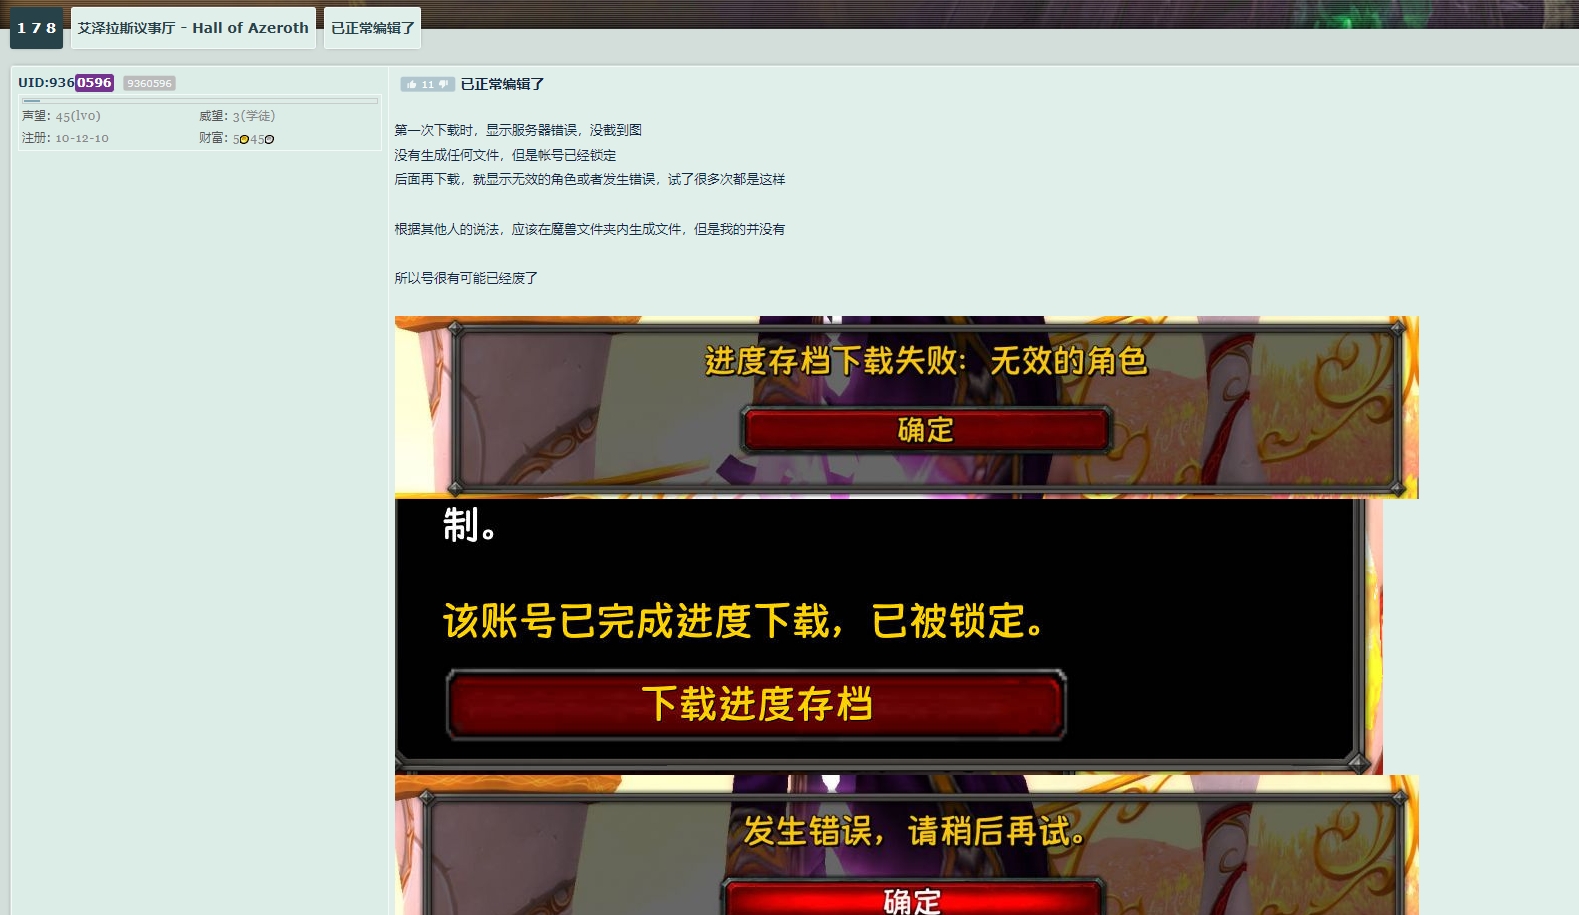 1 7 8
艾泽拉斯议事厅 - Hall of Azeroth
已正常编辑了
UID:9360596 9360596
声望: 45(lv0) 威望: 3(学徒)
注册: 10-12-10 财富: 5 45
11 已正常编辑了
第一次下载时，显示服务器错误，没截到图
没有生成任何文件，但是帐号已经锁定
后面再下载，就显示无效的角色或者发生错误，试了很多次都是这样
根据其他人的说法，应该在魔兽文件夹内生成文件，但是我的并没有
所以号很有可能已经废了
进度存档下载失败：无效的角色
确定
制。
该账号已完成进度下载，已被锁定。
下载进度存档
发生错误，请稍后再试。
确定